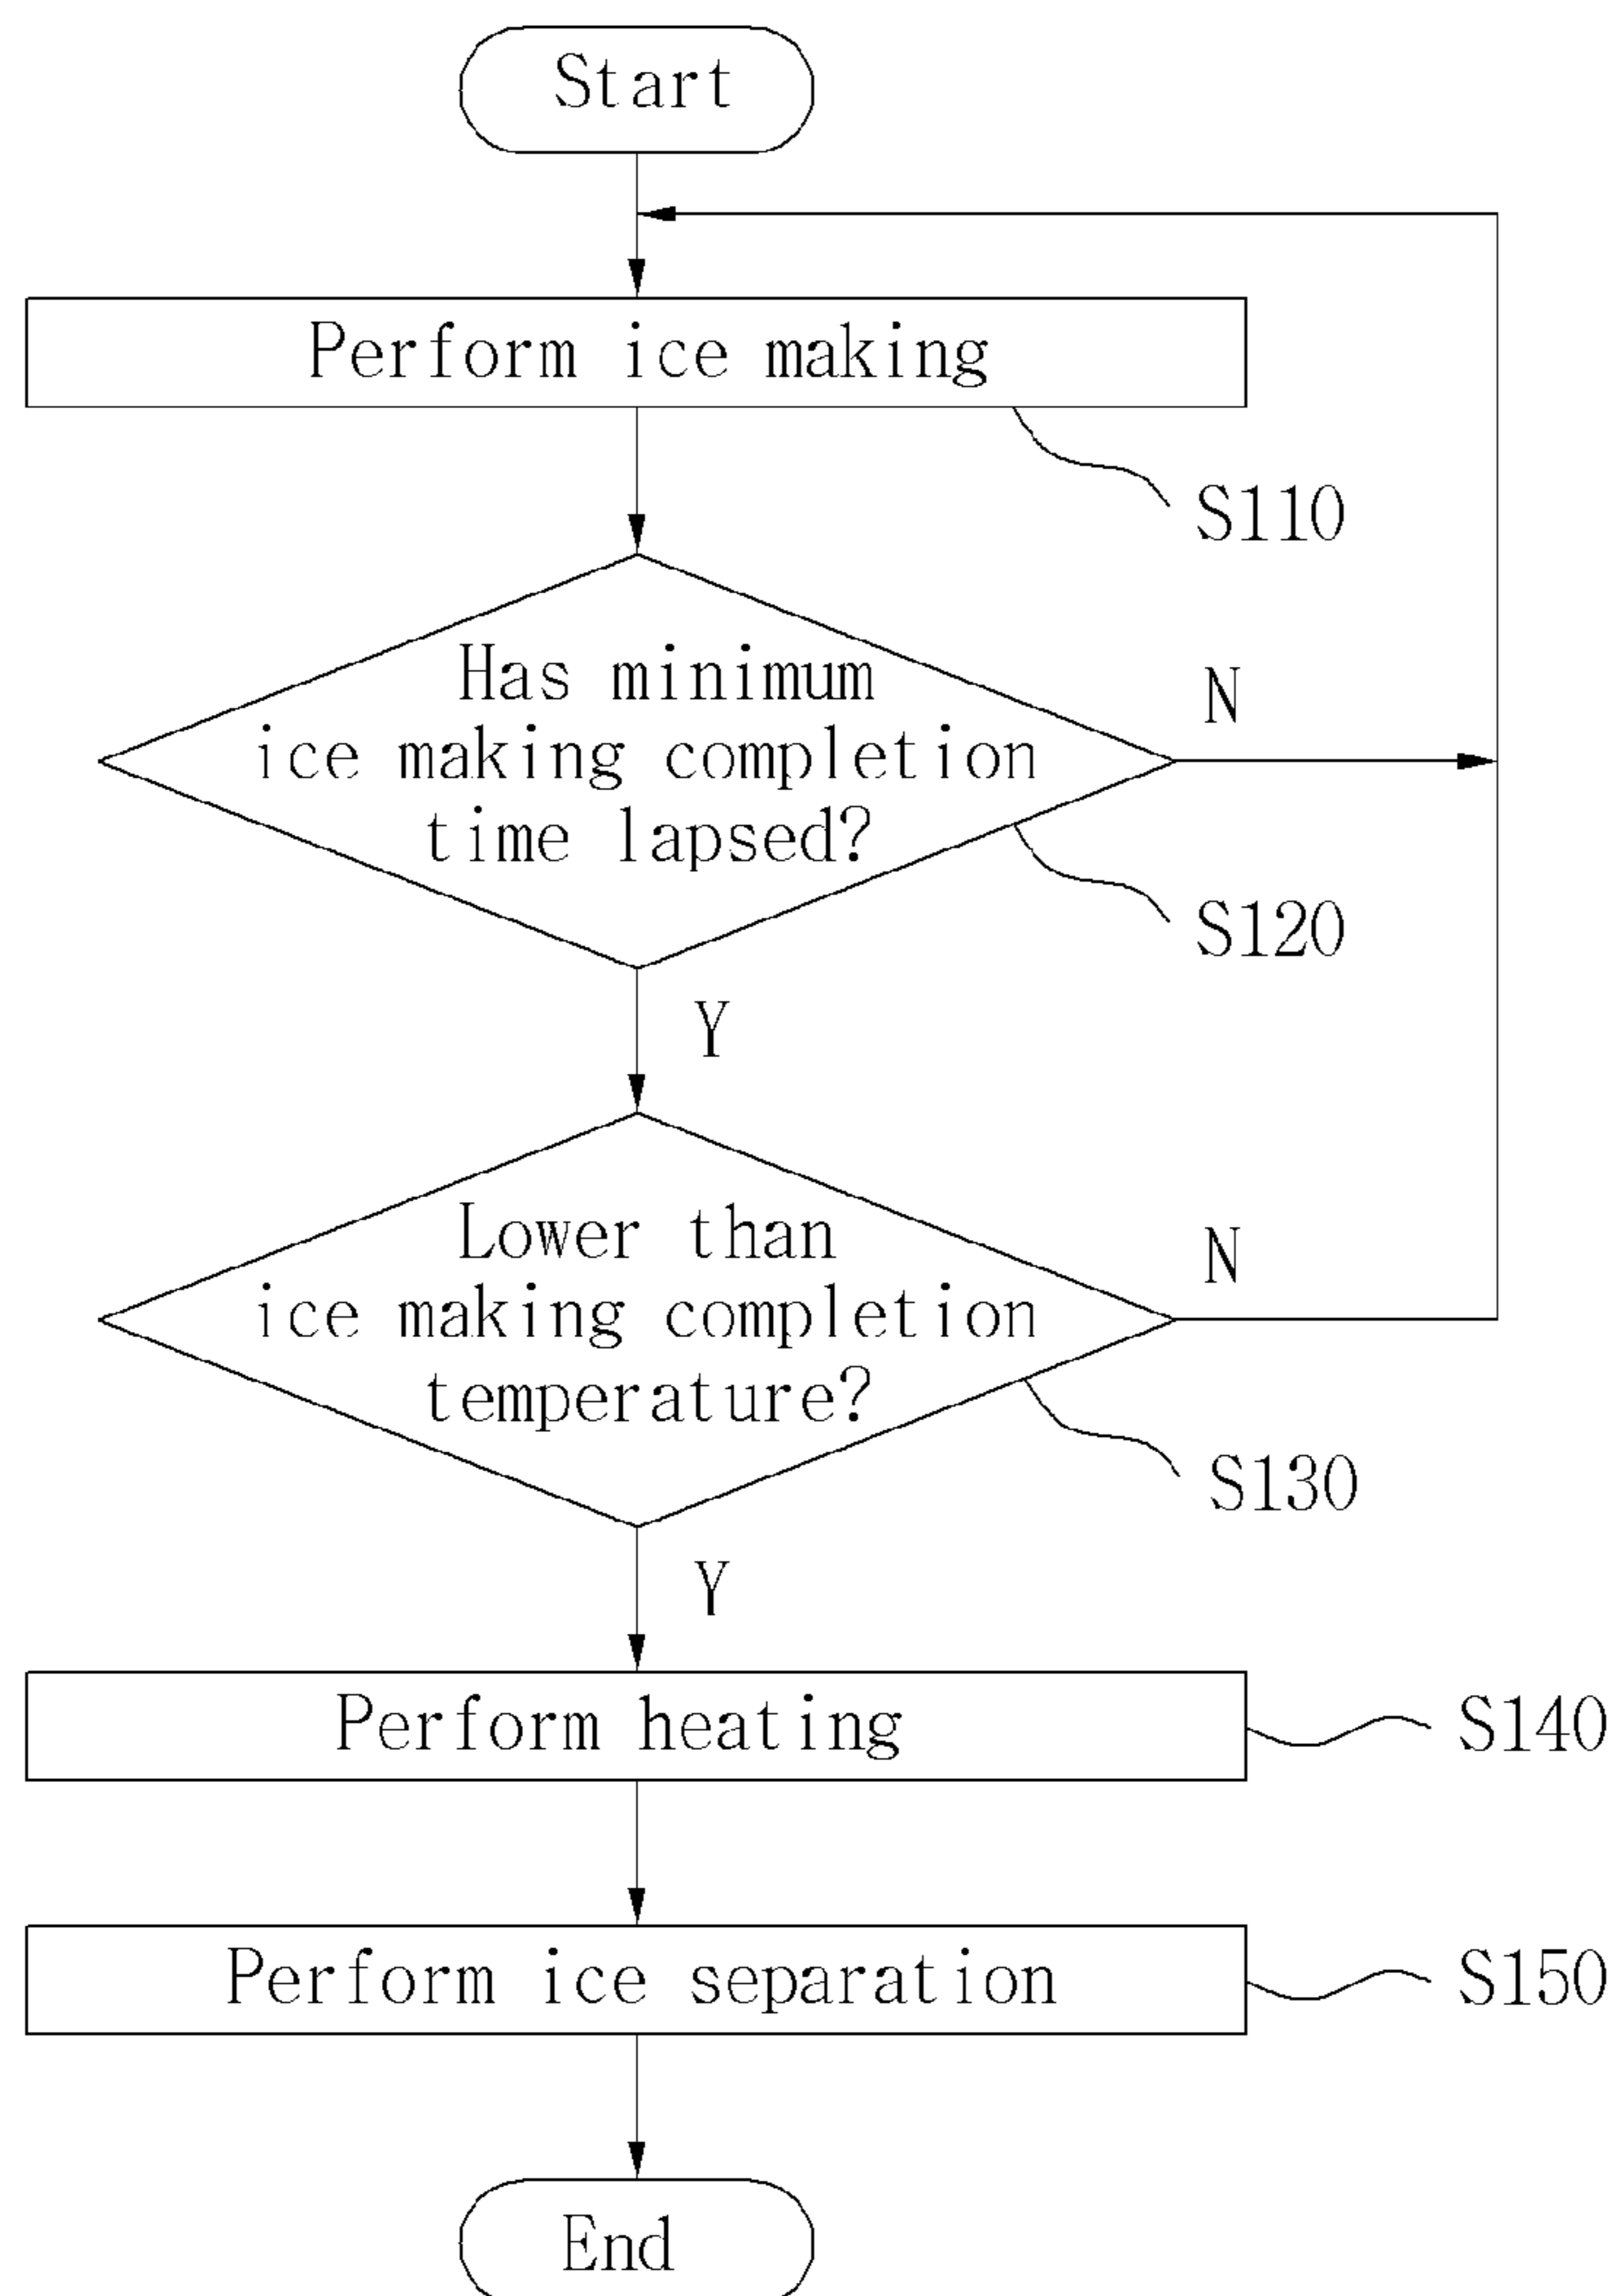 Start
Perform ice making
S110
Has minimum
ice making completion
time lapsed?
N
S120
Y
Lower than
ice making completion
temperature?
N
S130
Y
Perform heating
S140
Perform ice separation
S150
End